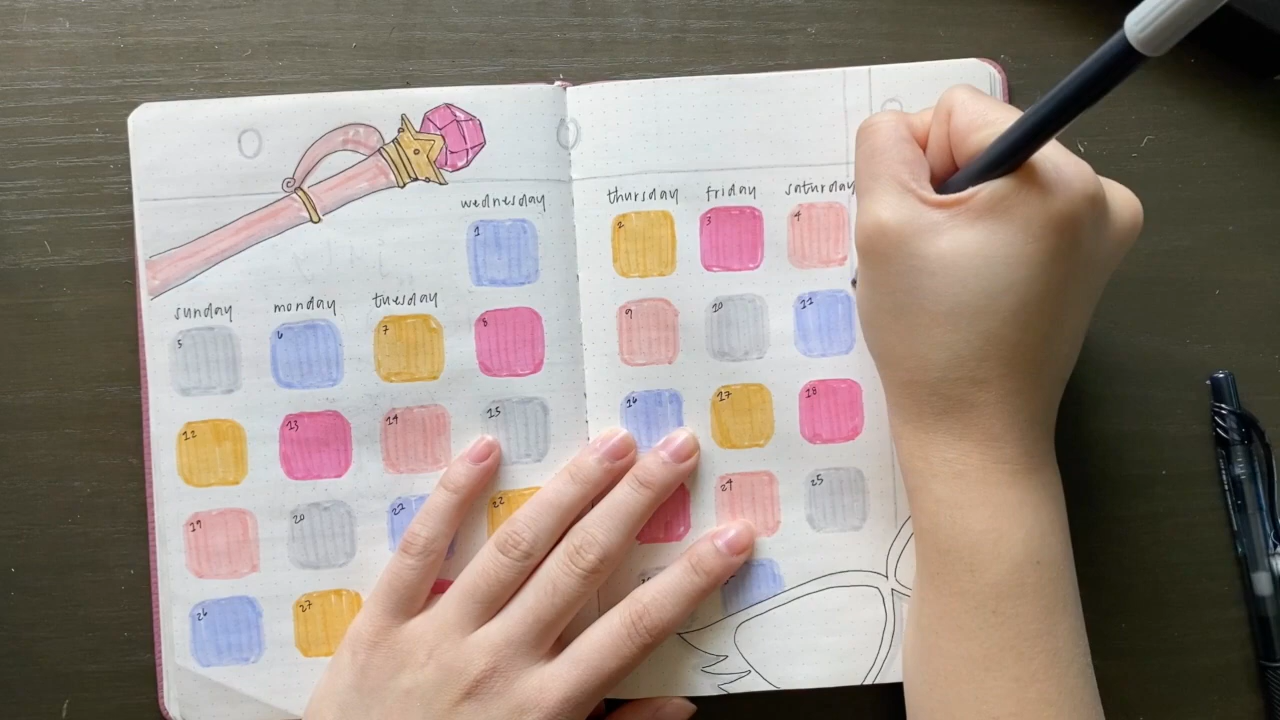 wednesday thursday friday saturday
1 2 3 4
sunday monday tuesday
5 6 7 8 9 10 11
12 13 14 15 16 17 18
19 20 22 22 24 25
26 27